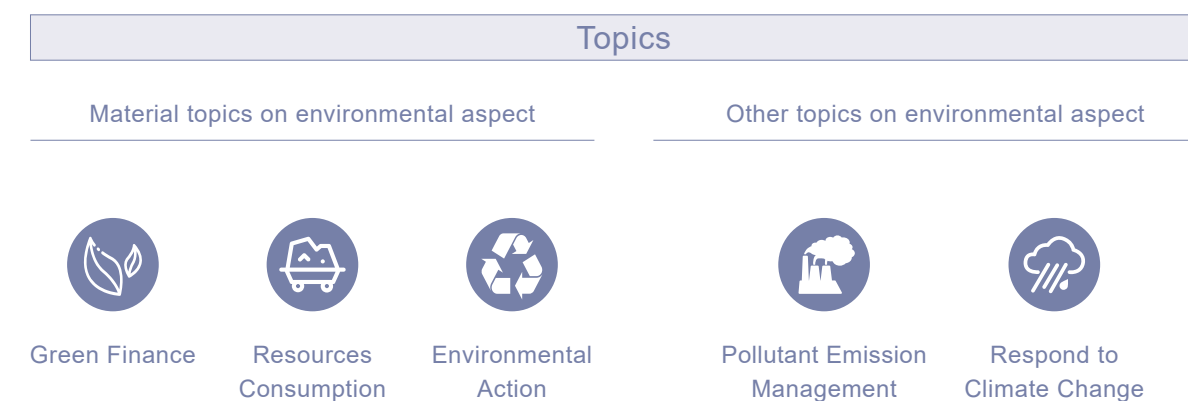 Topics
Material topics on environmental aspect
Other topics on environmental aspect
Green Finance
Resources
Consumption
Environmental
Action
Pollutant Emission
Management
Respond to
Climate Change